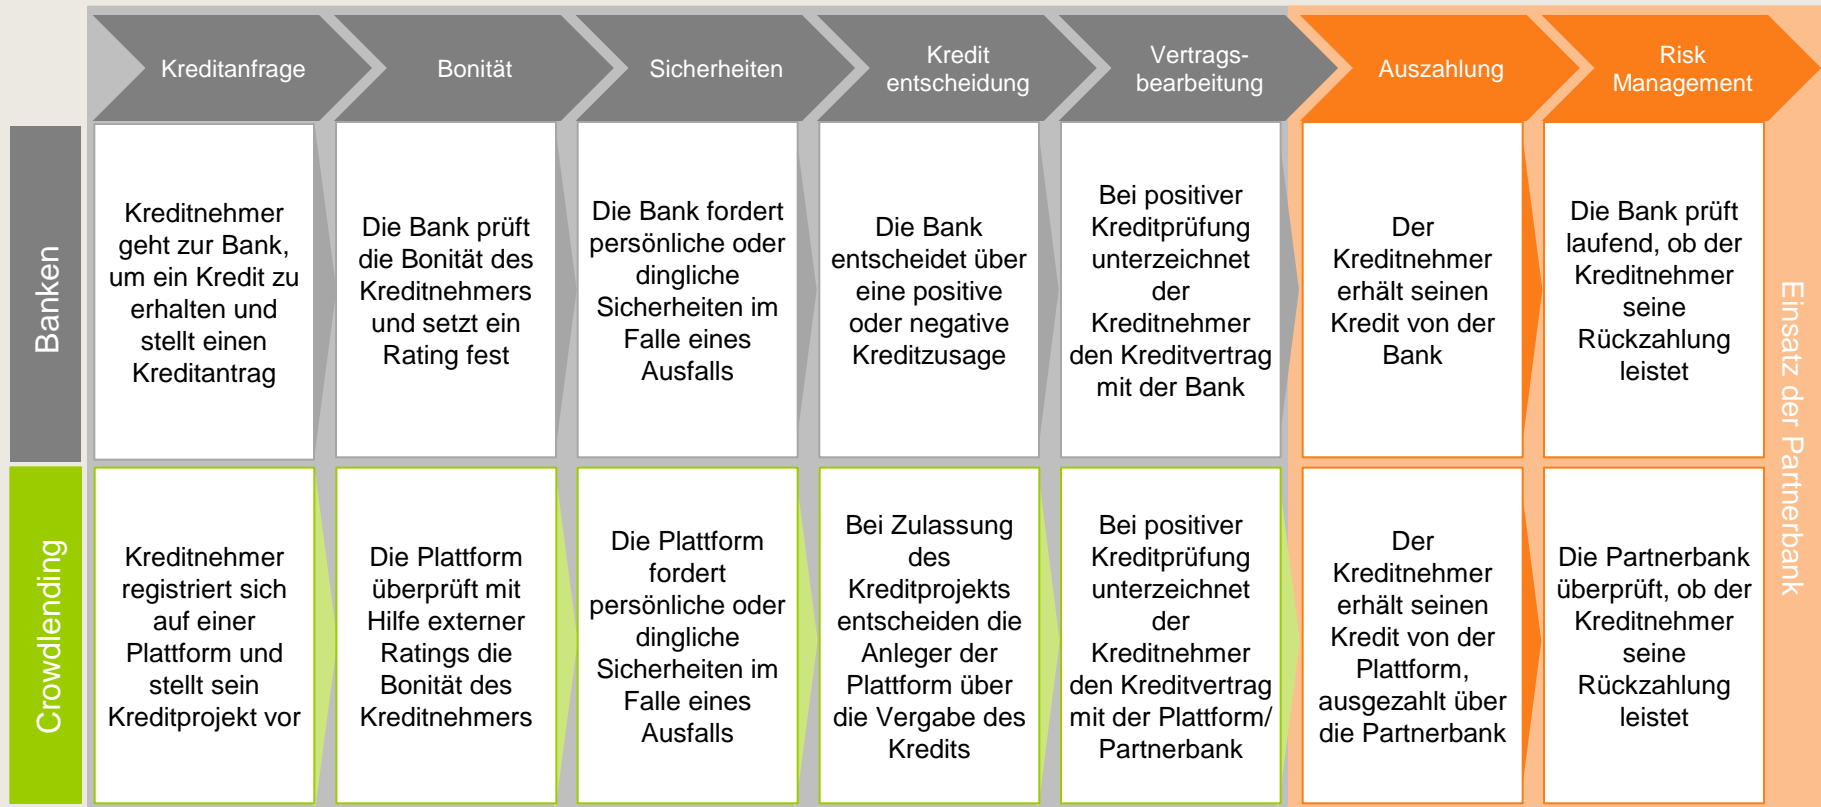 Kreditanfrage
Bonität
Sicherheiten
Kredit
entscheidung
Vertrags-
bearbeitung
Auszahlung
Risk
Management
Banken
Kreditnehmer
geht zur Bank,
um ein Kredit zu
erhalten und
stellt einen
Kreditantrag
Die Bank prüft
die Bonität des
Kreditnehmers
und setzt ein
Rating fest
Die Bank fordert
persönliche oder
dingliche
Sicherheiten im
Falle eines
Ausfalls
Die Bank
entscheidet über
eine positive
oder negative
Kreditzusage
Bei positiver
Kreditprüfung
unterzeichnet
der
Kreditnehmer
den Kreditvertrag
mit der Bank
Der
Kreditnehmer
erhält seinen
Kredit von der
Bank
Die Bank prüft
laufend, ob der
Kreditnehmer
seine
Rückzahlung
leistet
Einsatz der Partnerbank
Crowdlending
Kreditnehmer
registriert sich
auf einer
Plattform und
stellt sein
Kreditprojekt vor
Die Plattform
überprüft mit
Hilfe externer
Ratings die
Bonität des
Kreditnehmers
Die Plattform
fordert
persönliche oder
dingliche
Sicherheiten im
Falle eines
Ausfalls
Bei Zulassung
des
Kreditprojekts
entscheiden die
Anleger der
Plattform über
die Vergabe des
Kredits
Bei positiver
Kreditprüfung
unterzeichnet
der
Kreditnehmer
den Kreditvertrag
mit der Plattform/
Partnerbank
Der
Kreditnehmer
erhält seinen
Kredit von der
Plattform,
ausgezahlt über
die Partnerbank
Die Partnerbank
überprüft, ob der
Kreditnehmer
seine
Rückzahlung
leistet